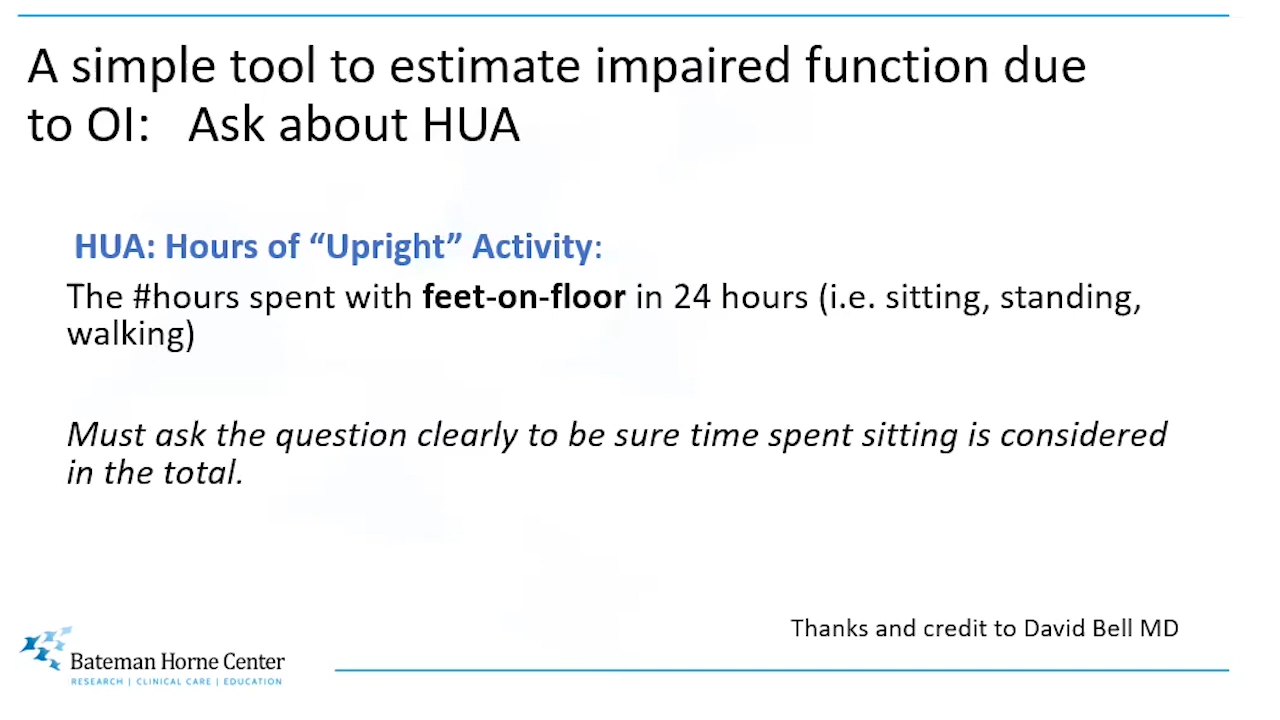 A simple tool to estimate impaired function due
to OI: Ask about HUA
HUA: Hours of “Upright” Activity:
The #hours spent with feet-on-floor in 24 hours (i.e. sitting, standing,
walking)
Must ask the question clearly to be sure time spent sitting is considered
in the total.
Thanks and credit to David Bell MD
Bateman Horne Center
RESEARCH | CLINICAL CARE | EDUCATION